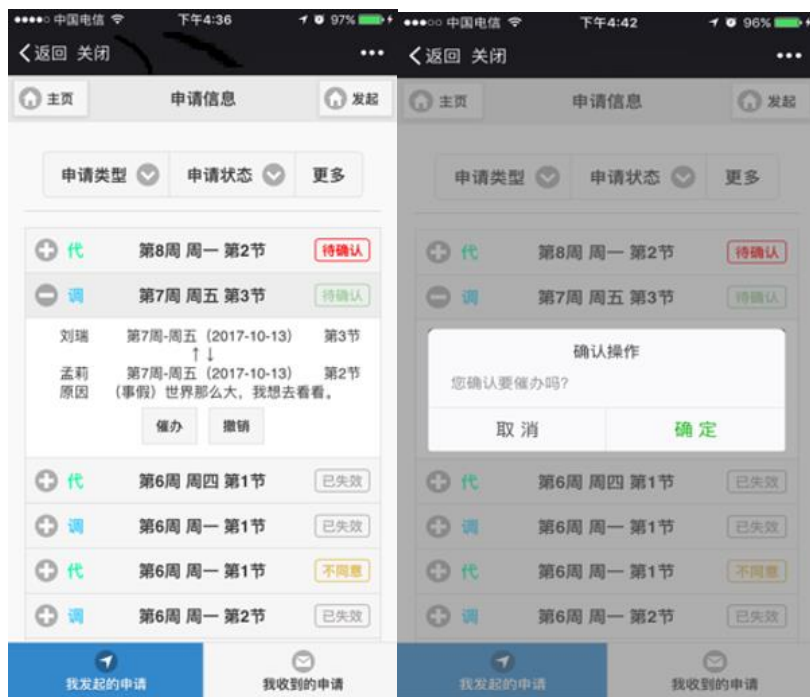 中国电信 下午4:36 97%
返回 关闭
主页 申请信息 发起
申请类型 申请状态 更多
代 第8周 周一 第2节 待确认
调 第7周 周五 第3节 待确认
刘瑞 第7周-周五（2017-10-13） 第3节
↑↓
孟莉 第7周-周五（2017-10-13） 第2节
原因 （事假）世界那么大，我想去看看。
催办 撤销
代 第6周 周四 第1节 已失效
调 第6周 周一 第1节 已失效
代 第6周 周一 第1节 不同意
调 第6周 周一 第2节 已失效
我发起的申请 我收到的申请
中国电信 下午4:42 96%
返回 关闭
主页 申请信息 发起
申请类型 申请状态 更多
代 第8周 周一 第2节 待确认
调 第7周 周五 第3节 待确认
确认操作
您确认要催办吗?
取消 确定
代 第6周 周四 第1节 已失效
调 第6周 周一 第1节 已失效
代 第6周 周一 第1节 不同意
调 第6周 周一 第2节 已失效
我发起的申请 我收到的申请